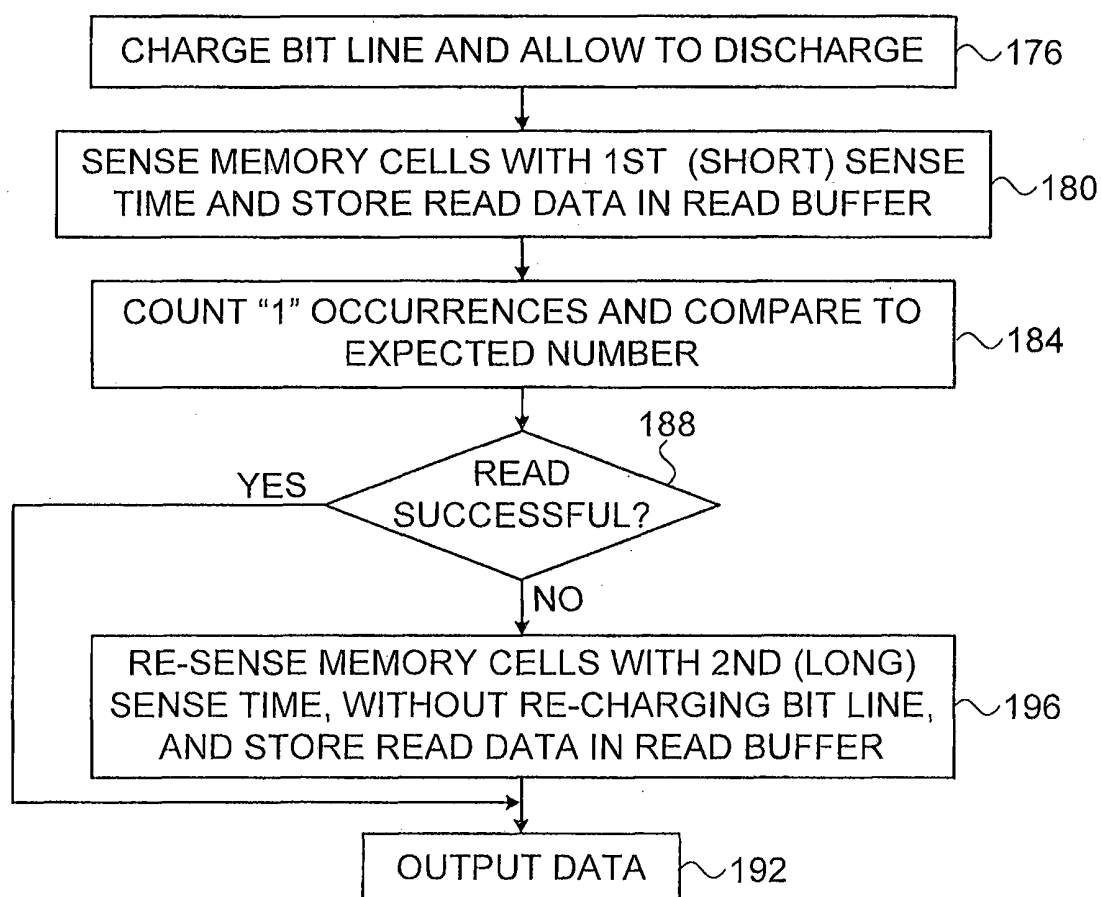 CHARGE BIT LINE AND ALLOW TO DISCHARGE
176
SENSE MEMORY CELLS WITH 1ST (SHORT) SENSE
TIME AND STORE READ DATA IN READ BUFFER
180
COUNT “1” OCCURRENCES AND COMPARE TO
EXPECTED NUMBER
184
188
READ
SUCCESSFUL?
YES
NO
RE-SENSE MEMORY CELLS WITH 2ND (LONG)
SENSE TIME, WITHOUT RE-CHARGING BIT LINE,
AND STORE READ DATA IN READ BUFFER
196
OUTPUT DATA
192